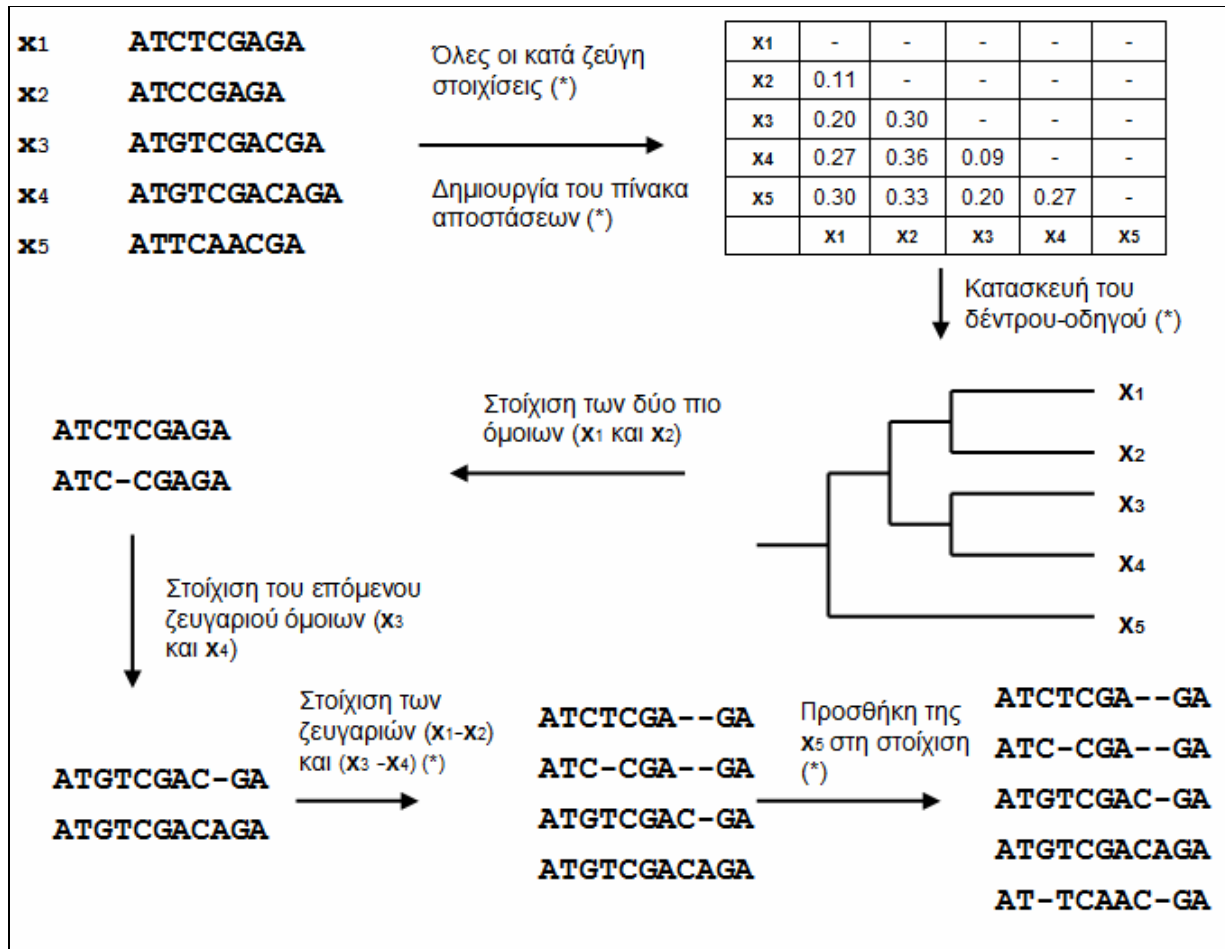 x1 ATCTCGAGA
x2 ATCCGAGA
x3 ATGTCGACGA
x4 ATGTCGACAGA
x5 ATTCAACGA
Όλες οι κατά ζεύγη
στοιχίσεις (*)
Δημιουργία του πίνακα
αποστάσεων (*)
x1 - - - - -
x2 0.11 - - - -
x3 0.20 0.30 - - -
x4 0.27 0.36 0.09 - -
x5 0.30 0.33 0.20 0.27 -
x1 x2 x3 x4 x5
Κατασκευή του
δέντρου-οδηγού (*)
x1
x2
x3
x4
x5
Στοίχιση των δύο πιο
όμοιων (x1 και x2)
ATCTCGAGA
ATC-CGAGA
Στοίχιση του επόμενου
ζευγαριού όμοιων (x3
και x4)
ATGTCGAC-GA
ATGTCGACAGA
Στοίχιση των
ζευγαριών (x1-x2)
και (x3 -x4) (*)
ATCTCGA--GA
ATC-CGA--GA
ATGTCGAC-GA
ATGTCGACAGA
Προσθήκη της
x5 στη στοίχιση
(*)
ATCTCGA--GA
ATC-CGA--GA
ATGTCGAC-GA
ATGTCGACAGA
AT-TCAAC-GA